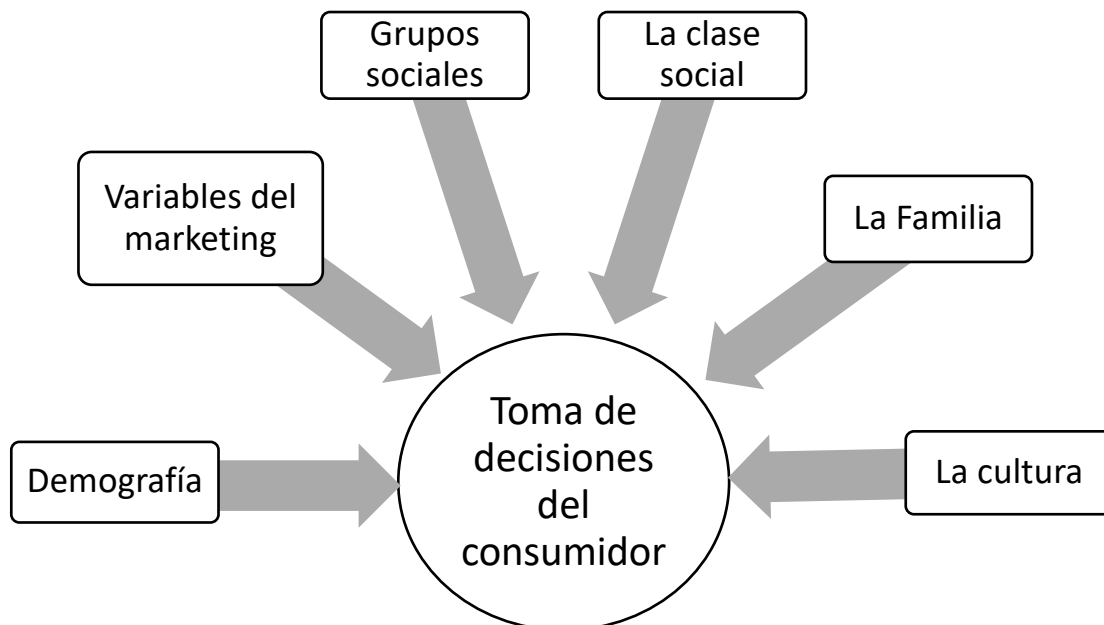 Grupos
sociales
La clase
social
Variables del
marketing
La Familia
Demografía
La cultura
Toma de
decisiones
del
consumidor